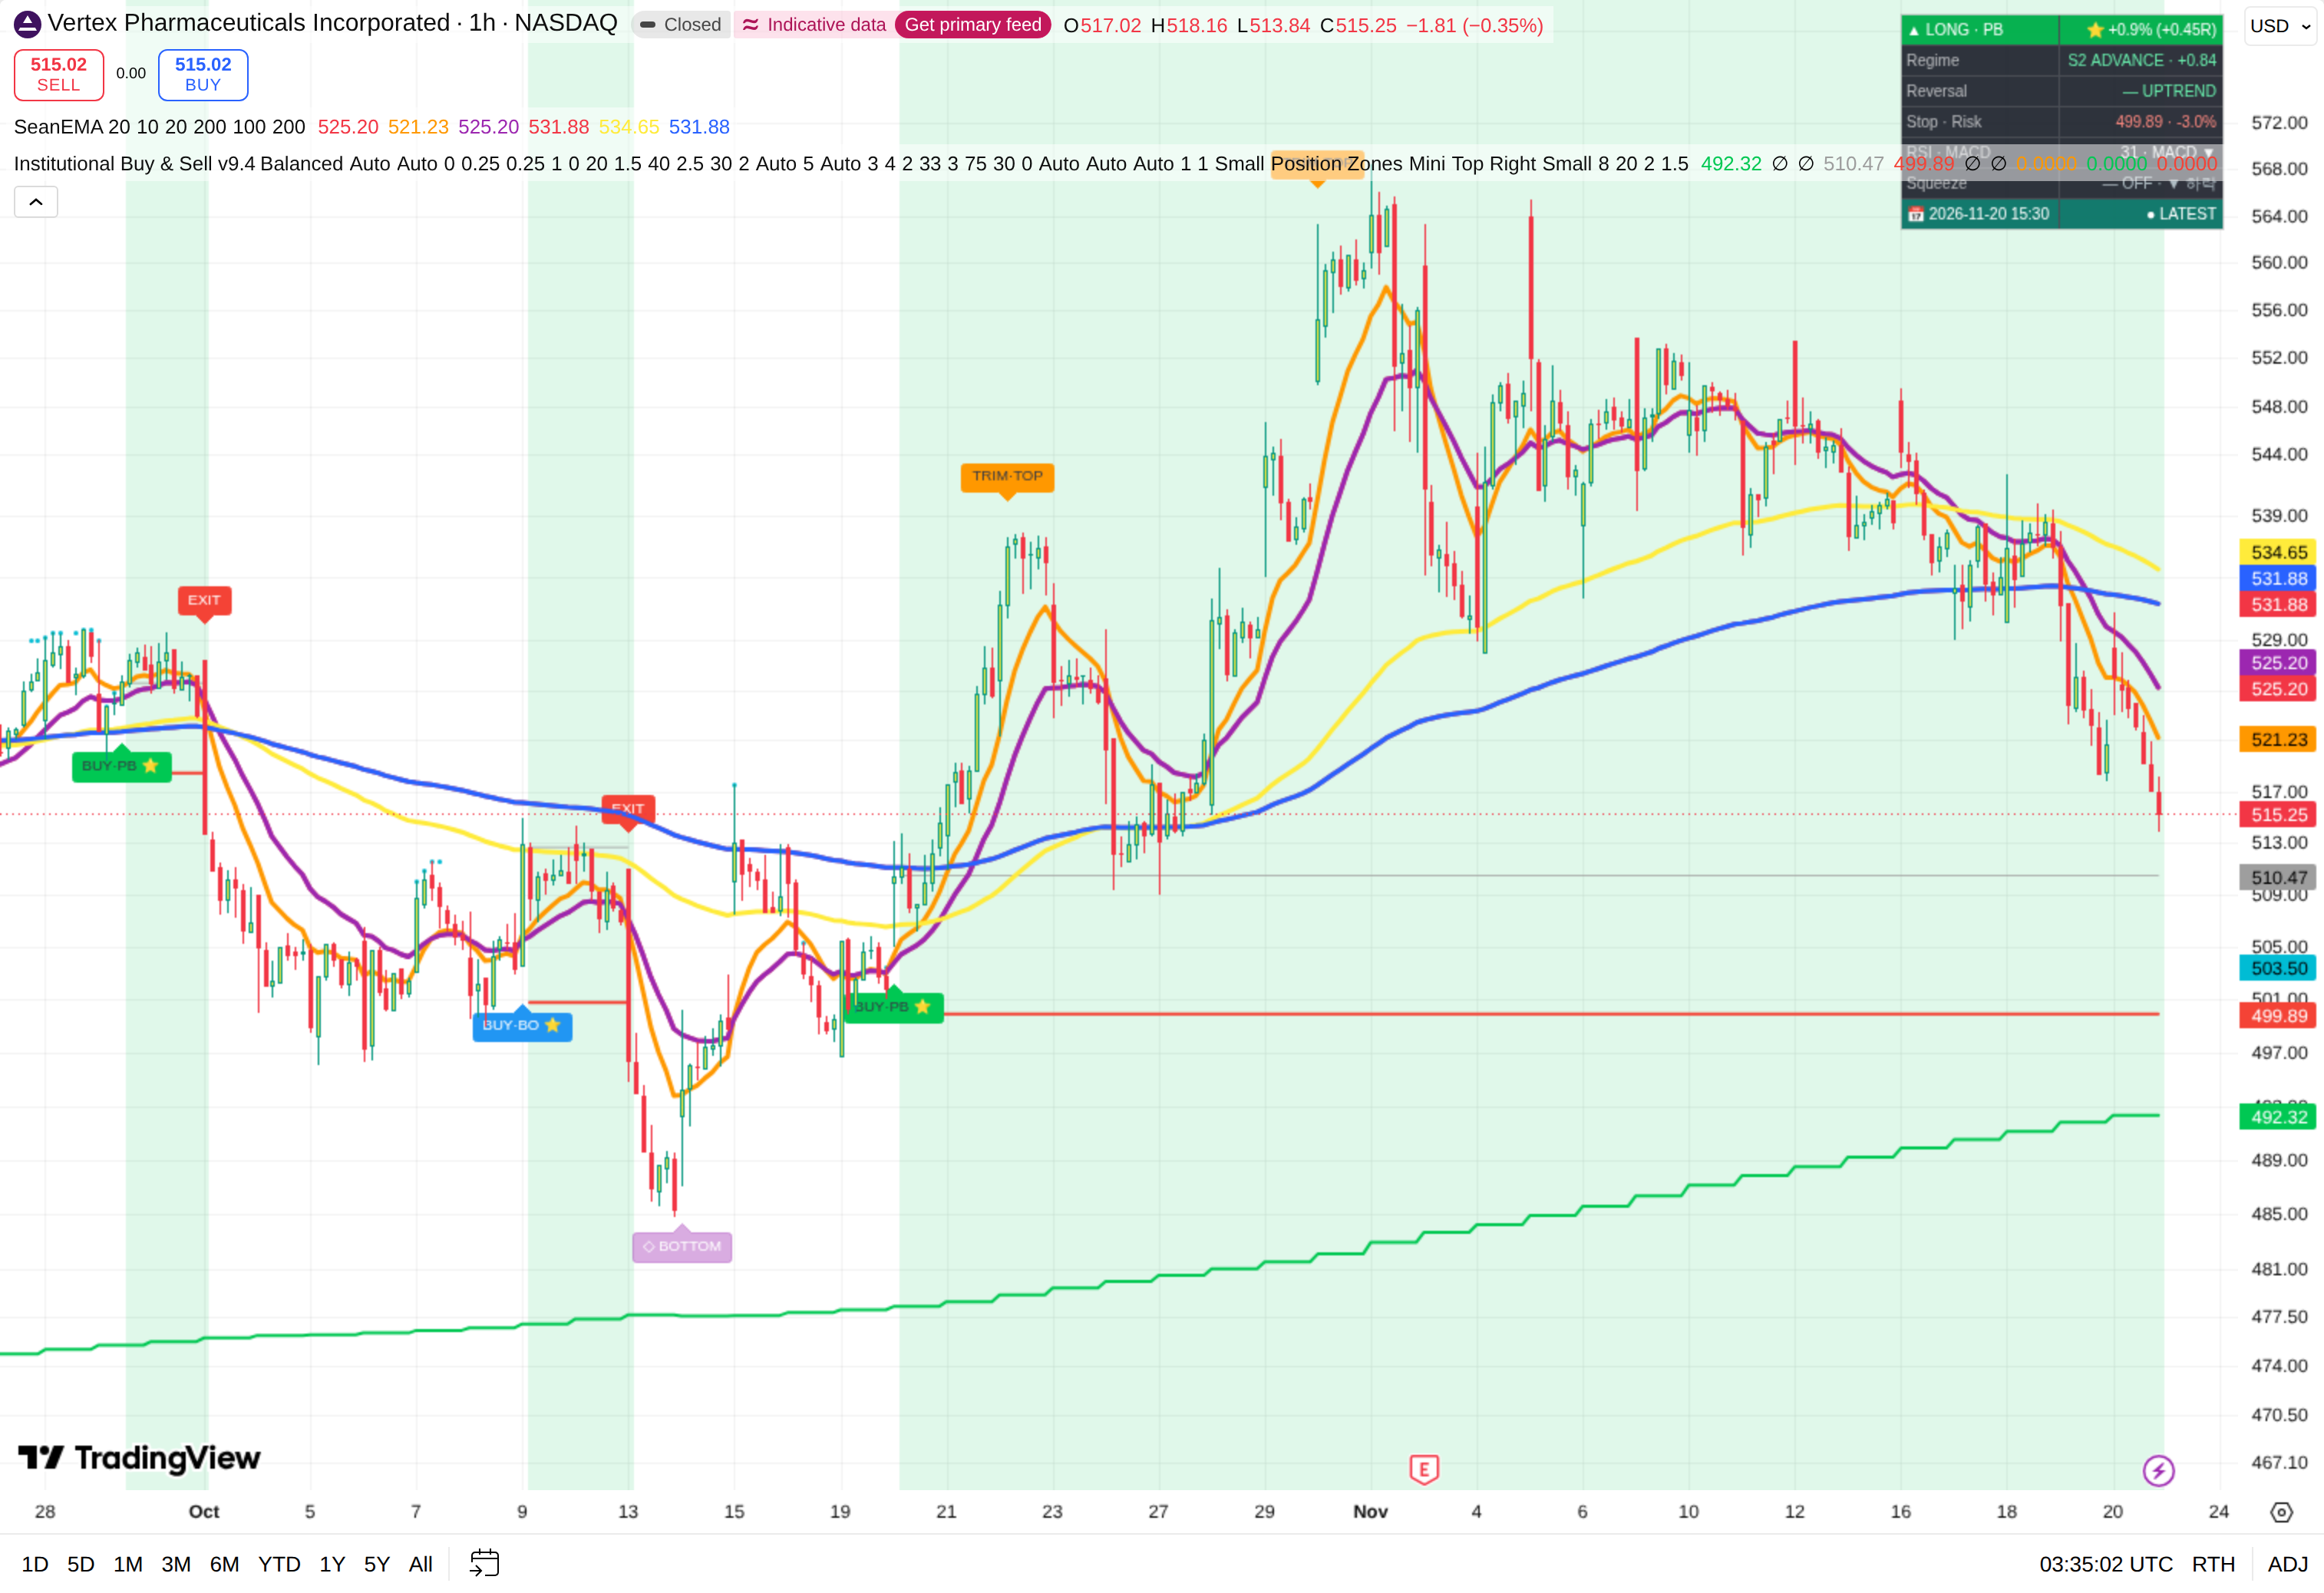 Vertex Pharmaceuticals Incorporated · 1h · NASDAQ Closed Indicative data Get primary feed O517.02 H518.16 L513.84 C515.25 −1.81 (−0.35%)
515.02
SELL
0.00
515.02
BUY
SeanEMA 20 10 20 200 100 200 525.20 521.23 525.20 531.88 534.65 531.88
Institutional Buy & Sell v9.4 Balanced Auto Auto 0 0.25 0.25 1 0 20 1.5 40 2.5 30 2 Auto 5 Auto 3 4 2 33 3 75 30 0 Auto Auto Auto 1 1 Small Position Zones Mini Top Right Small 8 20 2 1.5 492.32 ∅ ∅ 510.47 499.89 ∅ ∅ 0.0000 0.0000 0.0000
▲ LONG · PB ⭐ +0.9% (+0.45R)
Regime S2 ADVANCE · +0.84
Reversal — UPTREND
Stop · Risk 499.89 · -3.0%
RSI · MACD 31 · MACD ▼
Squeeze — OFF · ▼ 하락
📅 2026-11-20 15:30 ● LATEST
USD
TRIM·TOP
EXIT
BUY·PB ⭐
EXIT
BUY·BO ⭐
BUY·PB ⭐
◇ BOTTOM
572.00
568.00
564.00
560.00
556.00
552.00
548.00
544.00
539.00
534.65
531.88
531.88
529.00
525.20
525.20
521.23
517.00
515.25
513.00
510.47
509.00
505.00
503.50
501.00
499.89
497.00
492.32
489.00
485.00
481.00
477.50
474.00
470.50
467.10
TradingView
E
28 Oct 5 7 9 13 15 19 21 23 27 29 Nov 4 6 10 12 16 18 20 24
1D 5D 1M 3M 6M YTD 1Y 5Y All
03:35:02 UTC RTH ADJ